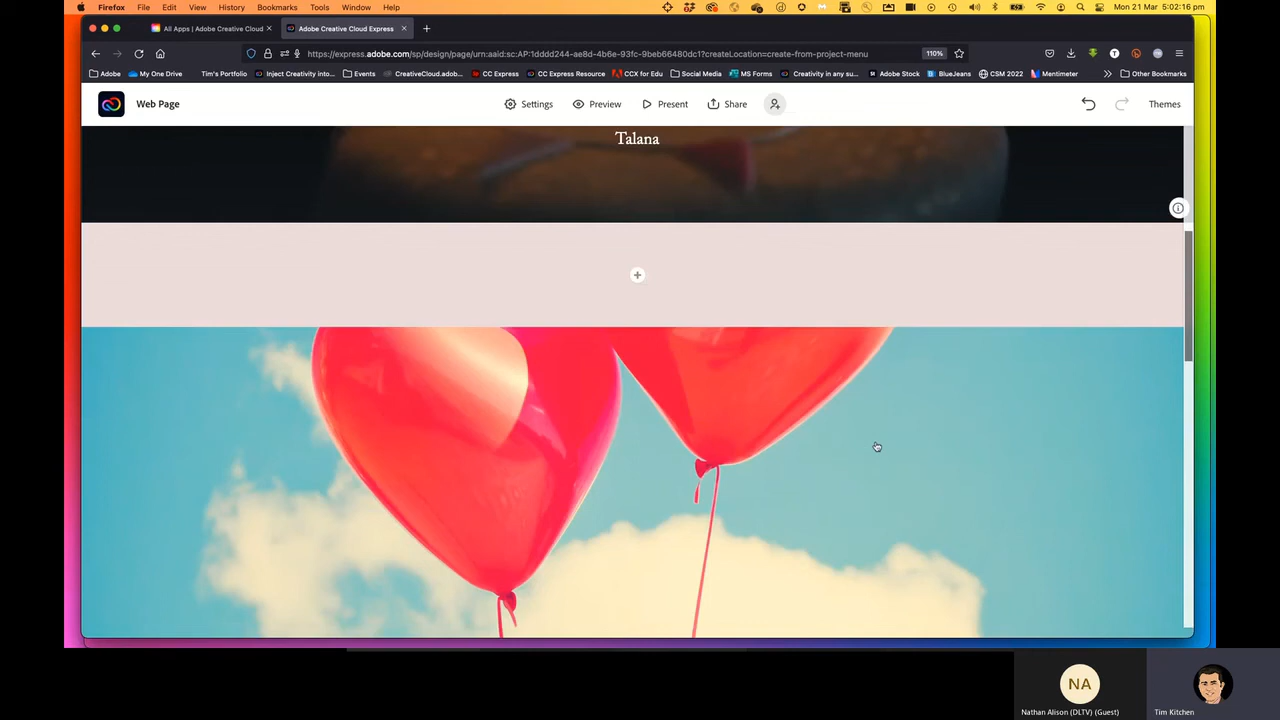 Firefox File Edit View History Bookmarks Tools Window Help Mon 21 Mar 5:02:16 pm
All Apps | Adobe Creative Cloud Adobe Creative Cloud Express
https://express.adobe.com/sp/design/page/urn:aaid:sc:AP:1dddd244-ae8d-4b6e-93fc-9beb66480dc1?createLocation=create-from-project-menu 110%
Adobe My One Drive Tim's Portfolio Inject Creativity into... Events CreativeCloud.adob... CC Express CC Express Resource CCX for Edu Social Media MS Forms Creativity in any su... Adobe Stock BlueJeans CSM 2022 Mentimeter Other Bookmarks
Web Page Settings Preview Present Share Themes
Talana
NA
Nathan Alison (DLTV) (Guest) Tim Kitchen